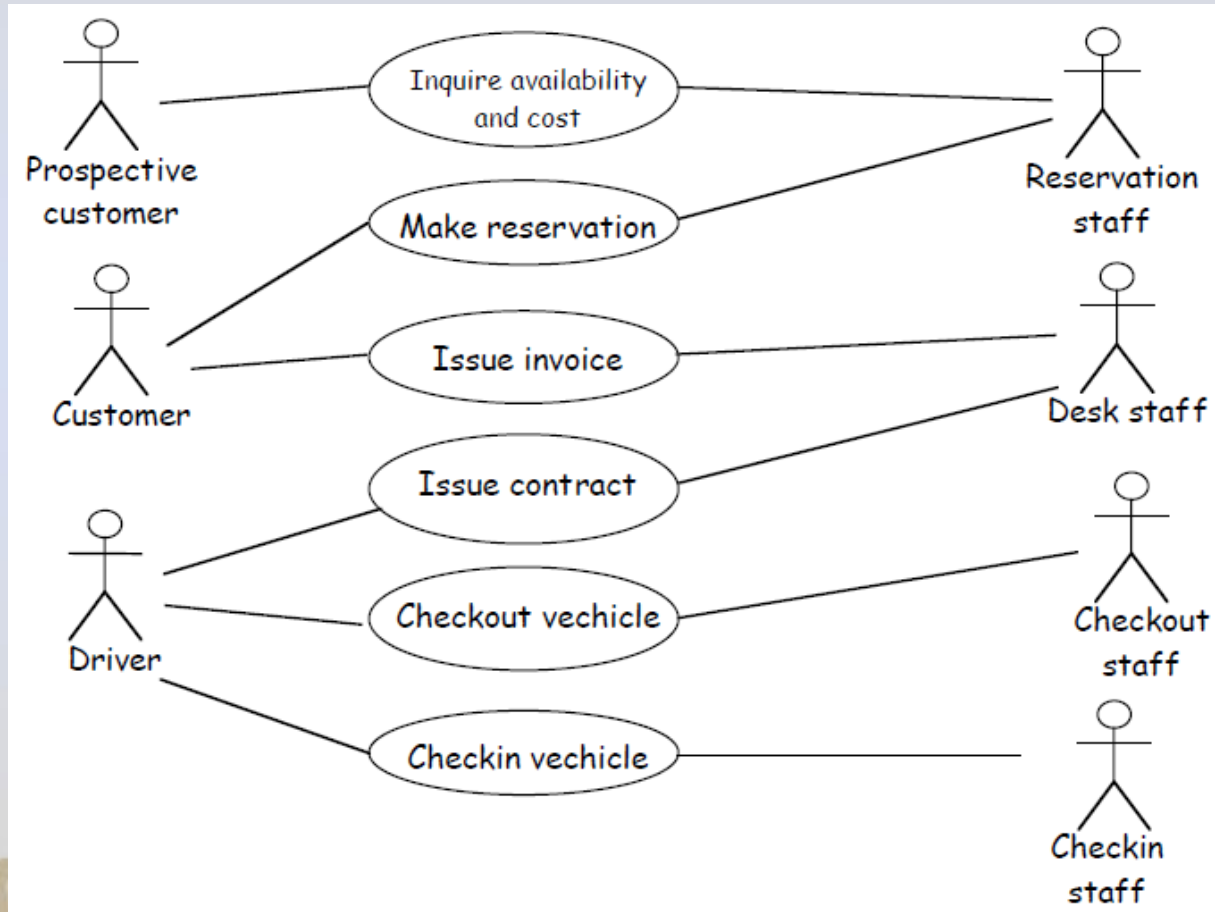 Inquire availability
and cost
Prospective
customer
Reservation
staff
Make reservation
Issue invoice
Customer
Desk staff
Issue contract
Checkout vechicle
Driver
Checkout
staff
Checkin vechicle
Checkin
staff